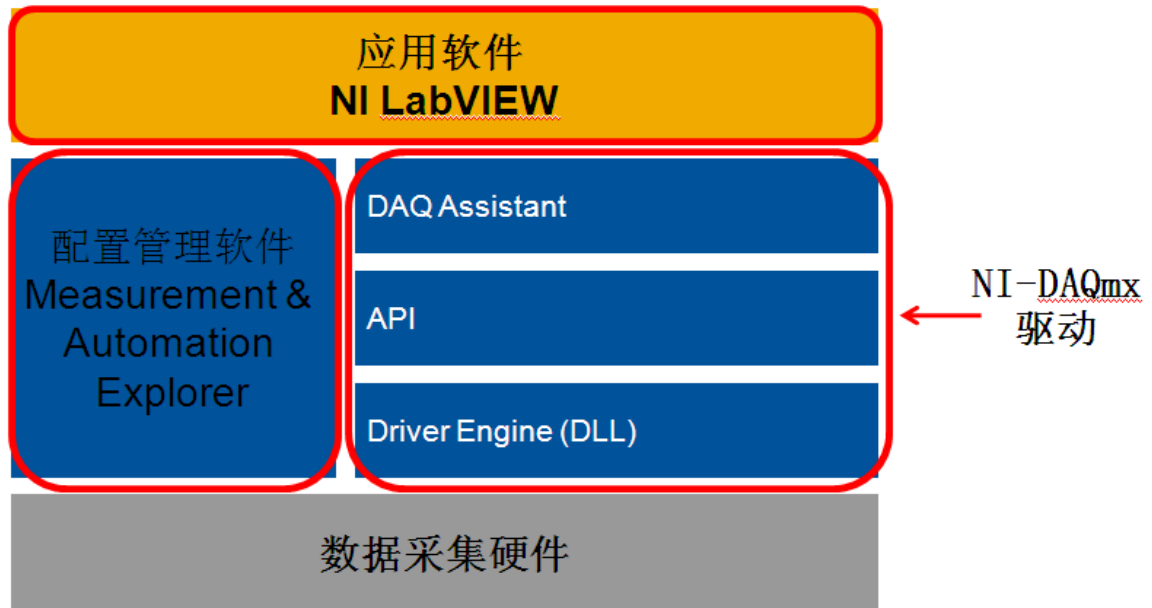 应用软件
NI LabVIEW
配置管理软件
Measurement &
Automation
Explorer
DAQ Assistant
API
Driver Engine (DLL)
NI-DAQmx
驱动
数据采集硬件